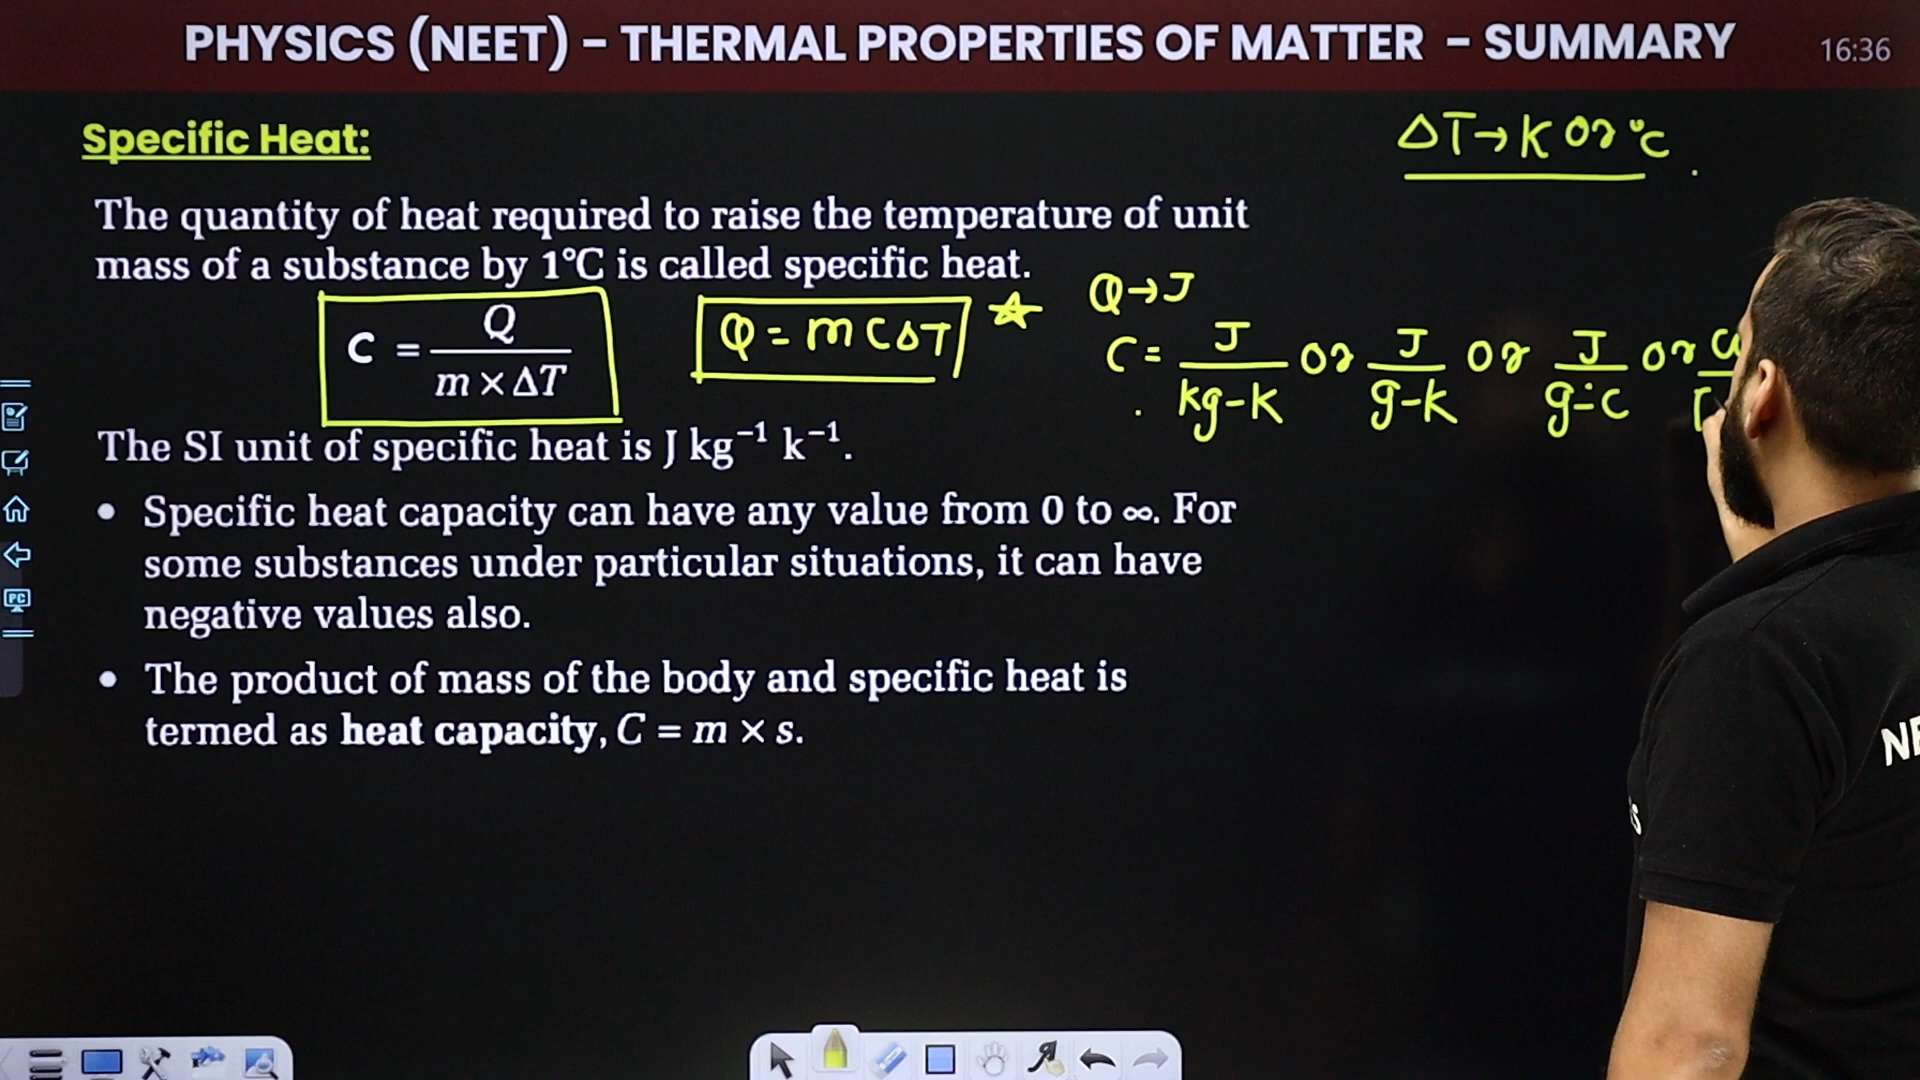 PHYSICS (NEET) – THERMAL PROPERTIES OF MATTER – SUMMARY
16:36
Specific Heat:
ΔT→K Or °C
The quantity of heat required to raise the temperature of unit
mass of a substance by 1°C is called specific heat.
C = Q / (m × ΔT)
Q = mCΔT
Q→J
C = J/kg-K Or J/g-K Or J/g-°C Or
The SI unit of specific heat is J kg⁻¹ k⁻¹.
• Specific heat capacity can have any value from 0 to ∞. For
some substances under particular situations, it can have
negative values also.
• The product of mass of the body and specific heat is
termed as heat capacity, C = m × s.
PC